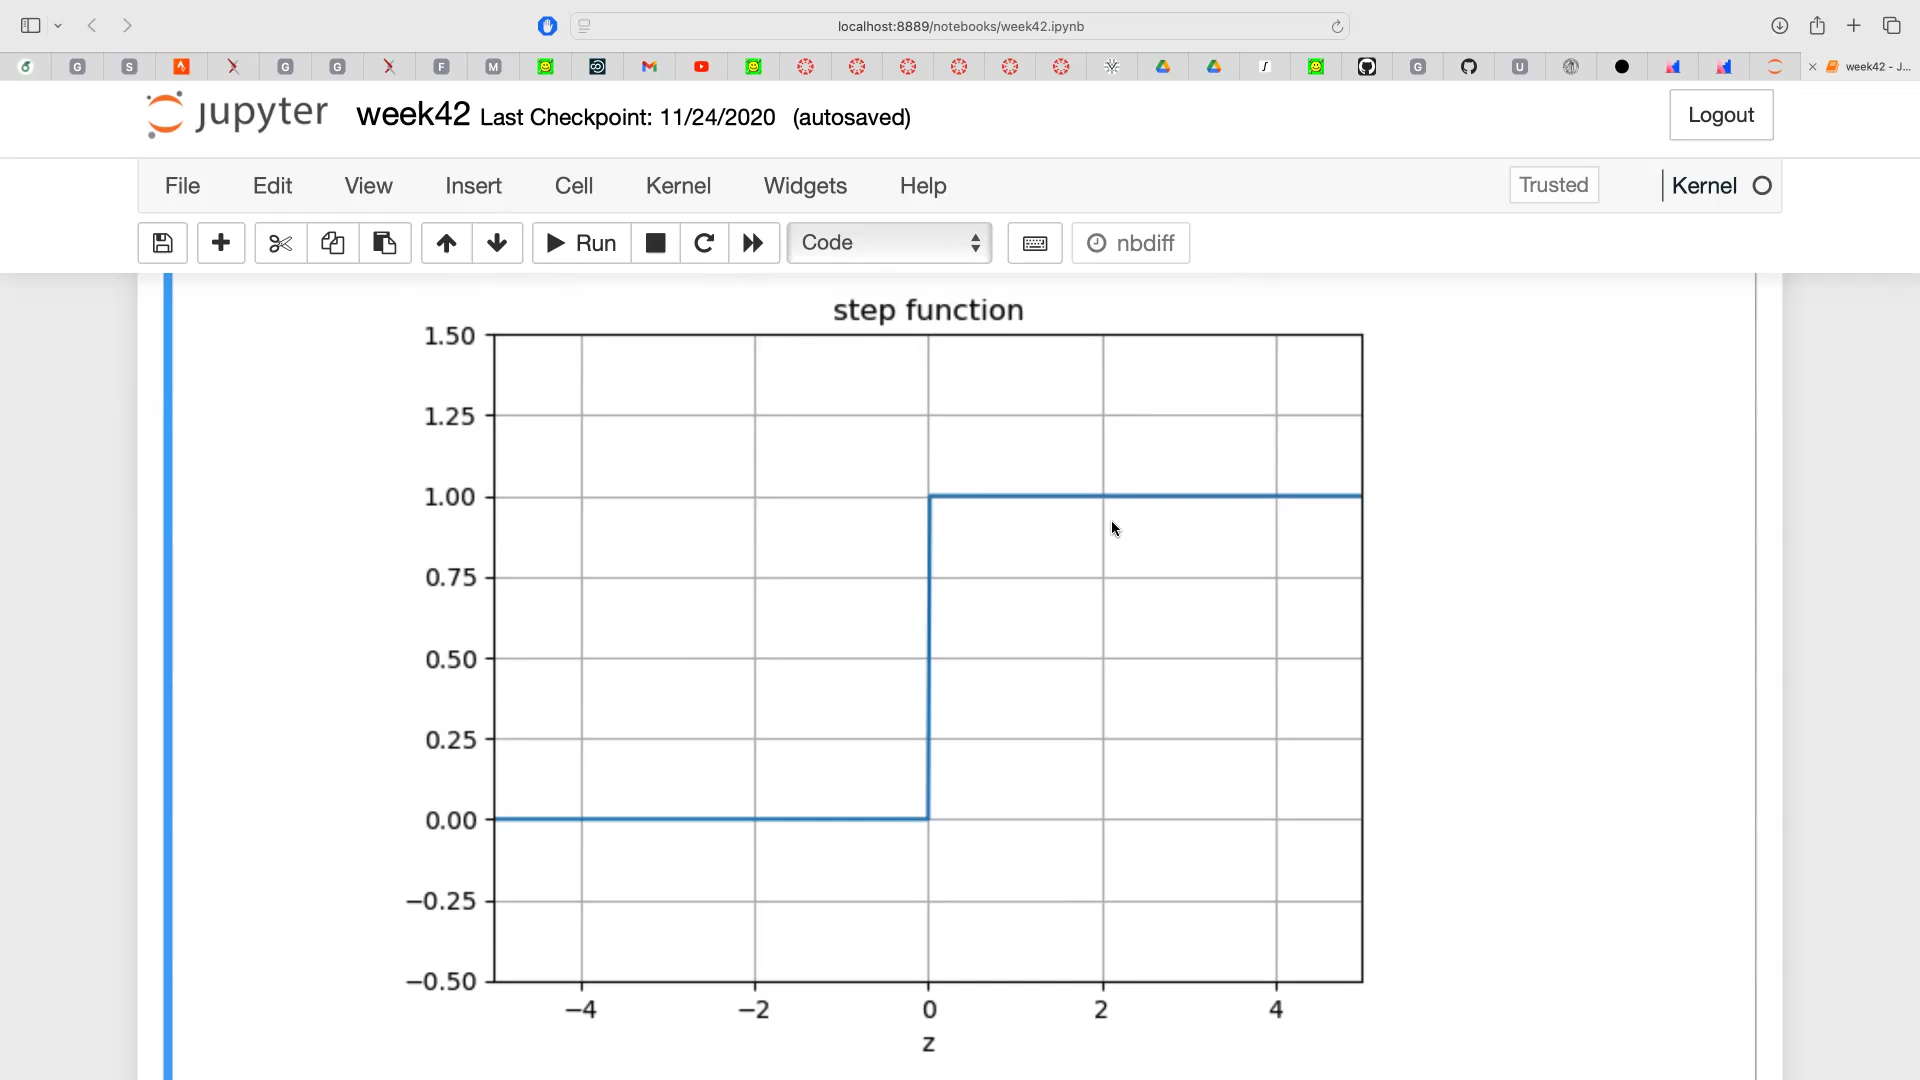 localhost:8889/notebooks/week42.ipynb
G S G G F M G U week42 - J...
jupyter week42 Last Checkpoint: 11/24/2020 (autosaved) Logout
File Edit View Insert Cell Kernel Widgets Help Trusted Kernel
Run Code nbdiff
step function
1.50
1.25
1.00
0.75
0.50
0.25
0.00
−0.25
−0.50
−4 −2 0 2 4
z